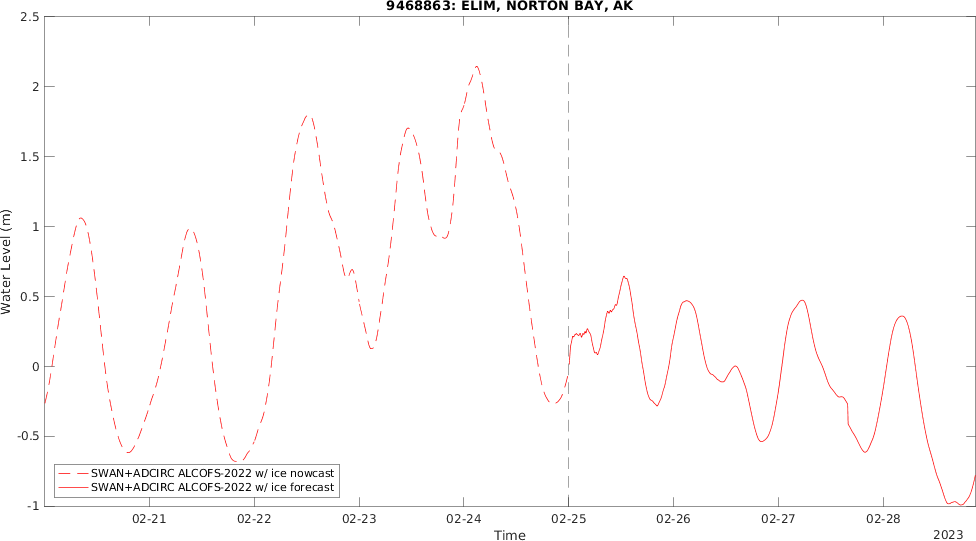 9468863: ELIM, NORTON BAY, AK
2.5
2
1.5
1
0.5
0
-0.5
-1
Water Level (m)
SWAN+ADCIRC ALCOFS-2022 w/ ice nowcast
SWAN+ADCIRC ALCOFS-2022 w/ ice forecast
02-21 02-22 02-23 02-24 02-25 02-26 02-27 02-28
Time
2023